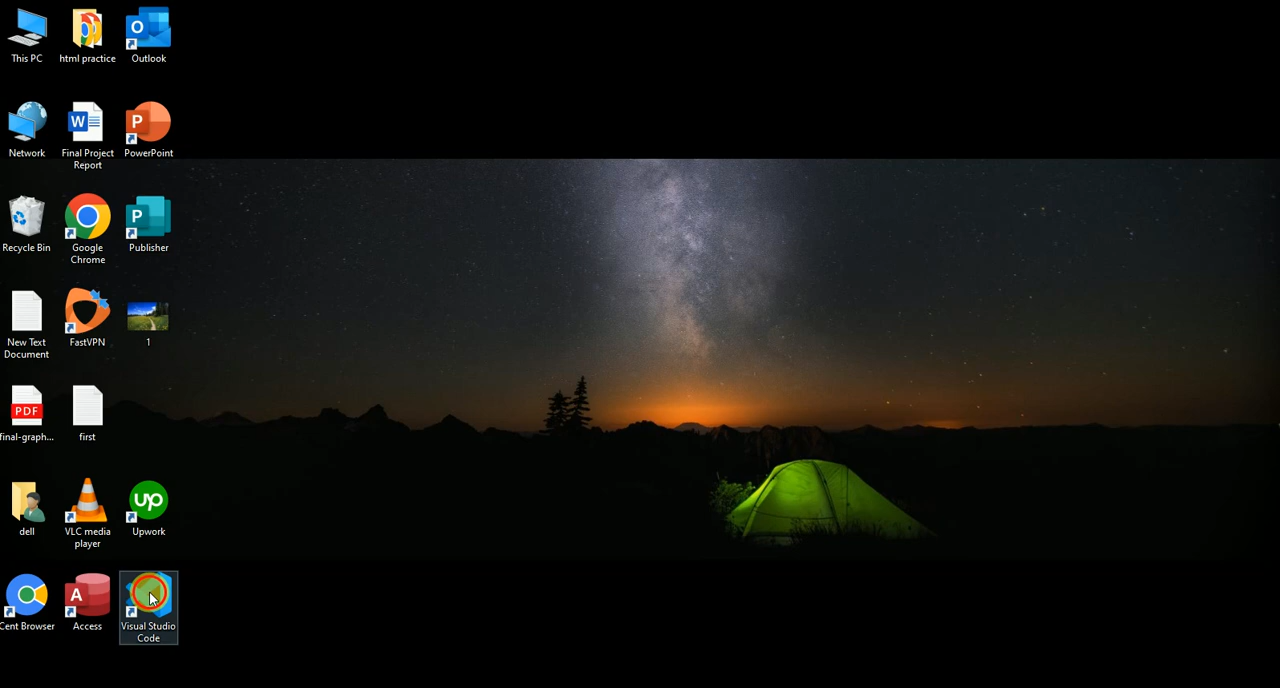 This PC
html practice
Outlook
O
Network
W
Final Project
Report
P
PowerPoint
Recycle Bin
Google
Chrome
P
Publisher
New Text
Document
FastVPN
1
PDF
final-graph...
first
dell
VLC media
player
up
Upwork
Cent Browser
A
Access
Visual Studio
Code